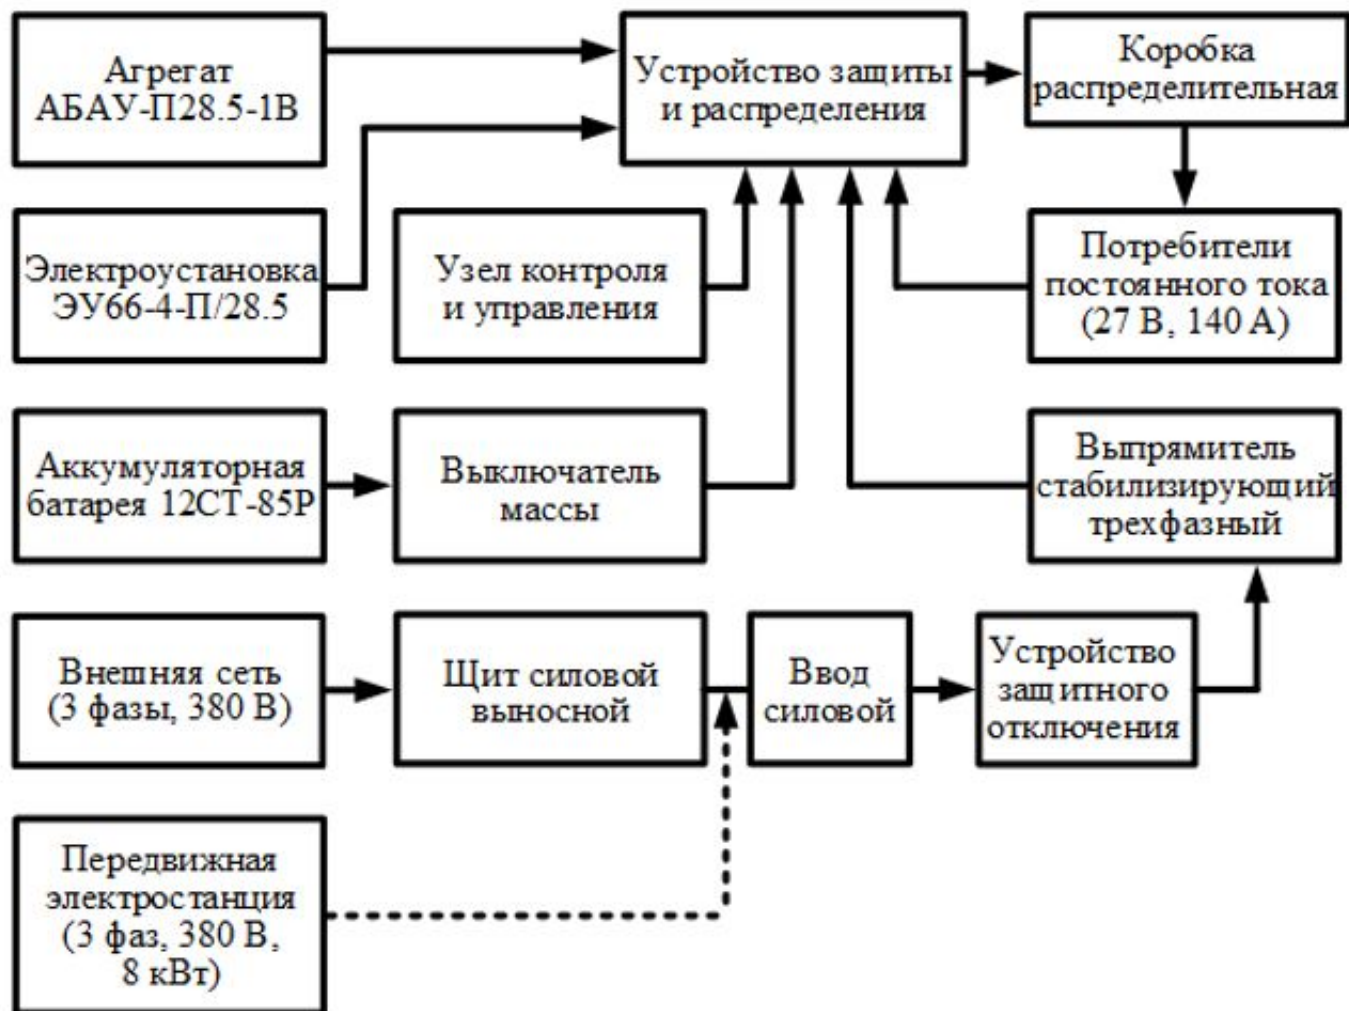 Агрегат
АБАУ-П28.5-1В
Устройство защиты
и распределения
Коробка
распределительная
Электроустановка
ЭУ66-4-П/28.5
Узел контроля
и управления
Потребители
постоянного тока
(27 В, 140 А)
Аккумуляторная
батарея 12СТ-85Р
Выключатель
массы
Выпрямитель
стабилизирующий
трехфазный
Внешняя сеть
(3 фазы, 380 В)
Щит силовой
выносной
Ввод
силовой
Устройство
защитного
отключения
Передвижная
электростанция
(3 фаз, 380 В,
8 кВт)